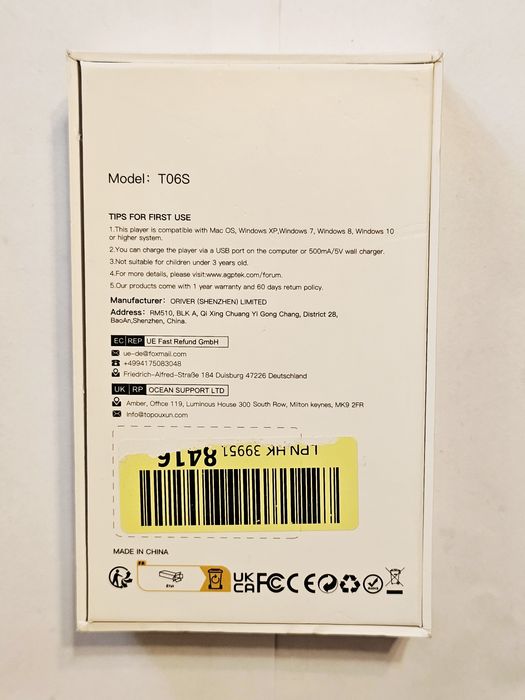 Model: T06S
TIPS FOR FIRST USE
1.This player is compatible with Mac OS, Windows XP,Windows 7, Windows 8, Windows 10
or higher system.
2.You can charge the player via a USB port on the computer or 500mA/5V wall charger.
3.Not suitable for children under 3 years old.
4.For more details, please visit:www.agptek.com/forum.
5.Our products come with 1 year warranty and 60 days return policy.
Manufacturer: ORIVER (SHENZHEN) LIMITED
Address: RM510, BLK A, Qi Xing Chuang Yi Gong Chang, District 28,
BaoAn,Shenzhen, China.
EC REP UE Fast Refund GmbH
ue-de@foxmail.com
+4994175083048
Friedrich-Alfred-Straße 184 Duisburg 47226 Deutschland
UK RP OCEAN SUPPORT LTD
Amber, Office 119, Luminous House 300 South Row, Milton keynes, MK9 2FR
info@topouxun.com
LPN HK 39951 8416
MADE IN CHINA
FR
UK CA FC CE